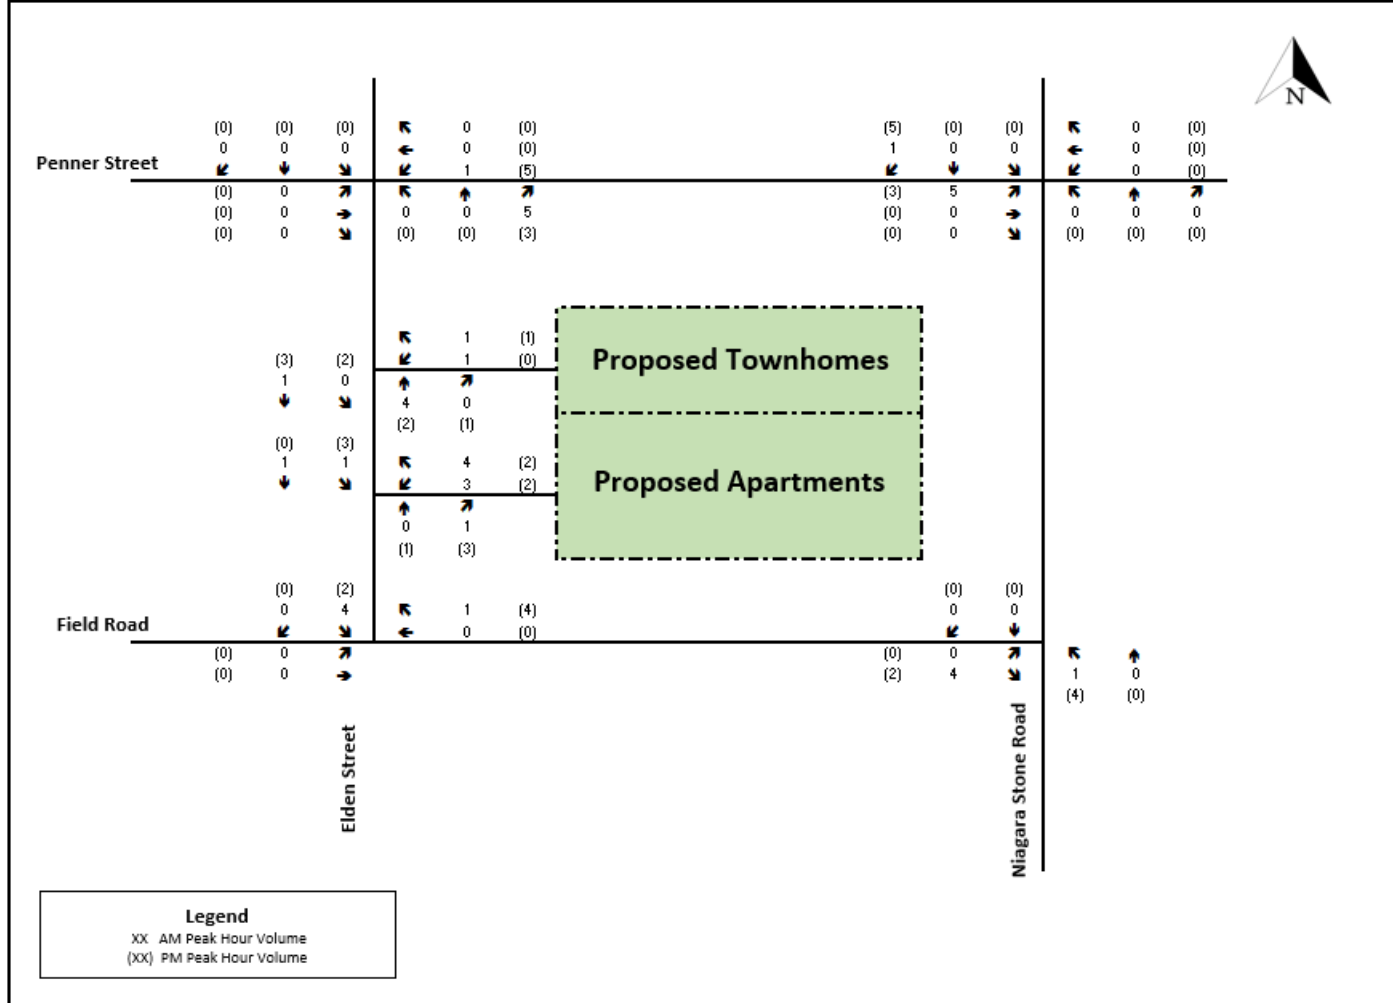 N
(0) (0) (0) 0 (0) (5) (0) (0) 0 (0)
0 0 0 0 (0) 1 0 0 0 (0)
Penner Street
1 (5) 0 (0)
(0) 0 (3) 5
(0) 0 0 0 5 (0) 0 0 0 0
(0) 0 (0) (0) (3) (0) 0 (0) (0) (0)
1 (1)
(3) (2) 1 (0) Proposed Townhomes
1 0
4 0
(2) (1)
(0) (3)
1 1 4 (2)
3 (2) Proposed Apartments
0 1
(1) (3)
(0) (2) (0) (0)
0 4 1 (4) 0 0
Field Road
0 (0)
(0) 0 (0) 0
(0) 0 (2) 4 1 0
(4) (0)
Elden Street
Niagara Stone Road
Legend
XX AM Peak Hour Volume
(XX) PM Peak Hour Volume